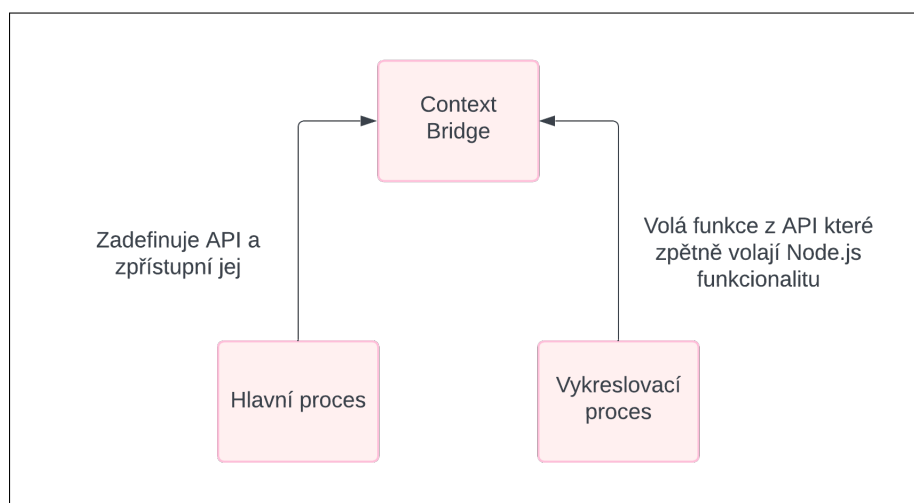 Context
Bridge
Zadefinuje API a
zpřístupní jej
Volá funkce z API které
zpětně volají Node.js
funkcionalitu
Hlavní proces
Vykreslovací
proces